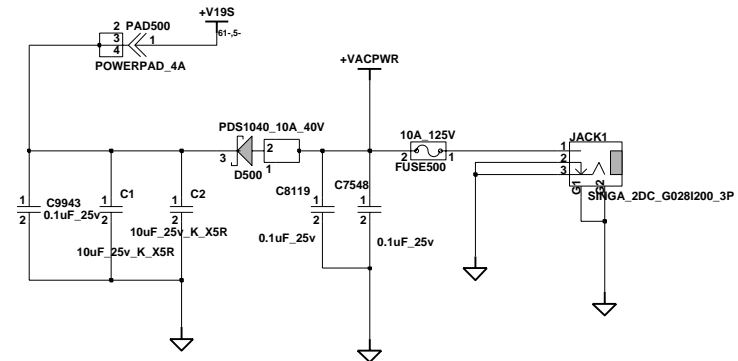 +V19S
2 PAD500
3 1
4
61-,5-
POWERPAD_4A
+VACPWR
PDS1040_10A_40V
3 2
1
D500
10A_125V
2 1
FUSE500
JACK1
1
2
3
G1
G2
SINGA_2DC_G028I200_3P
1 C9943
2 0.1uF_25v
1 C1
2
10uF_25v_K_X5R
1 C2
2
10uF_25v_K_X5R
C8119
1
2
0.1uF_25v
C7548
1
2
0.1uF_25v